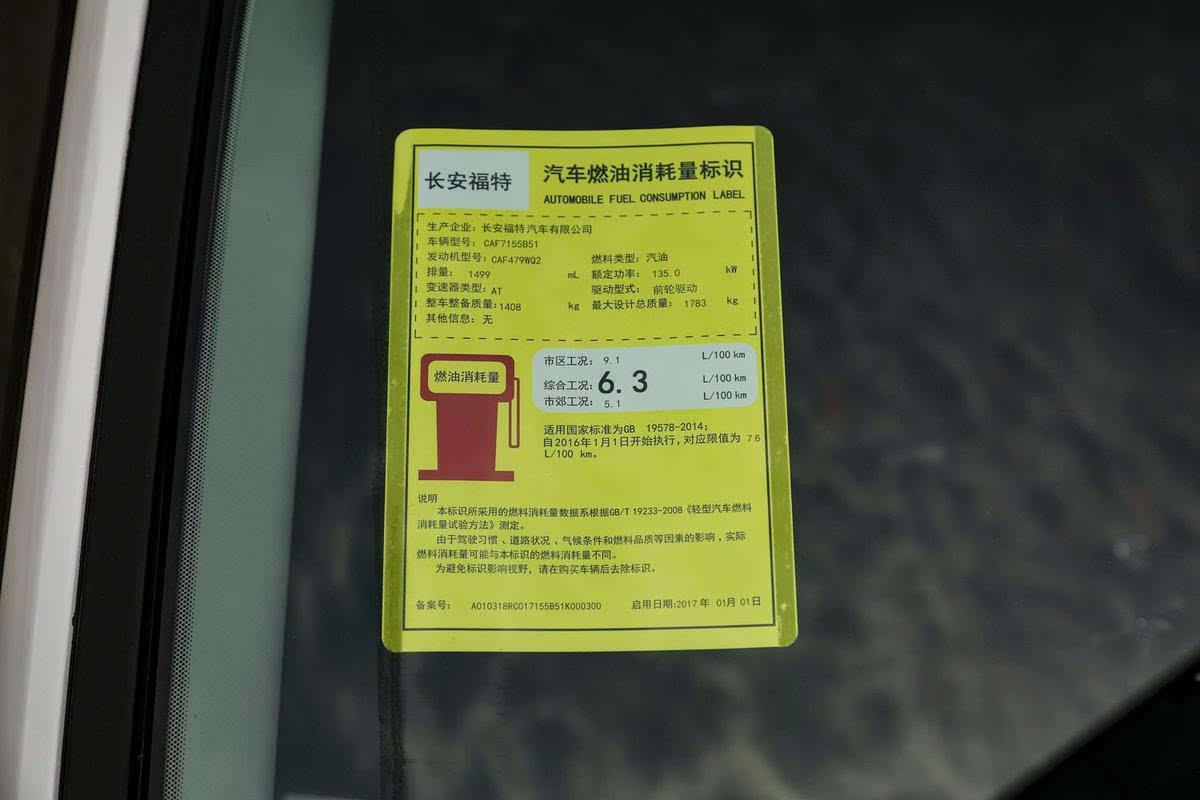 长安福特
汽车燃油消耗量标识
AUTOMOBILE FUEL CONSUMPTION LABEL
生产企业：长安福特汽车有限公司
车辆型号：CAF7155B51
发动机型号：CAF479WQ2 燃料类型：汽油
排量：1499 mL 额定功率：135.0 kW
变速器类型：AT 驱动型式：前轮驱动
整车整备质量：1408 kg 最大设计总质量：1783 kg
其他信息：无
燃油消耗量
市区工况：9.1 L/100 km
综合工况：6.3 L/100 km
市郊工况：5.1 L/100 km
适用国家标准为GB 19578-2014；
自2016年1月1日开始执行，对应限值为 7.6
L/100 km。
说明
本标识所采用的燃料消耗量数据系根据GB/T 19233-2008《轻型汽车燃料
消耗量试验方法》测定。
由于驾驶习惯、道路状况、气候条件和燃料品质等因素的影响，实际
燃料消耗量可能与本标识的燃料消耗量不同。
为避免标识影响视野，请在购买车辆后去除标识。
备案号：A010318RC017155B51K000300 启用日期:2017 年 01月 01日